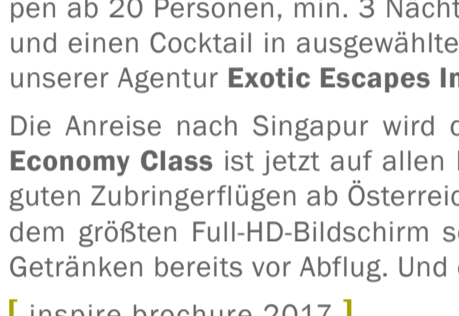 pen ab 20 Personen, min. 3 Nächt
und einen Cocktail in ausgewählte
unserer Agentur Exotic Escapes In
Die Anreise nach Singapur wird
Economy Class ist jetzt auf allen
guten Zubringerflügen ab Österreic
dem größten Full-HD-Bildschirm s
Getränken bereits vor Abflug. Und
[ inspire brochure 2017 ]